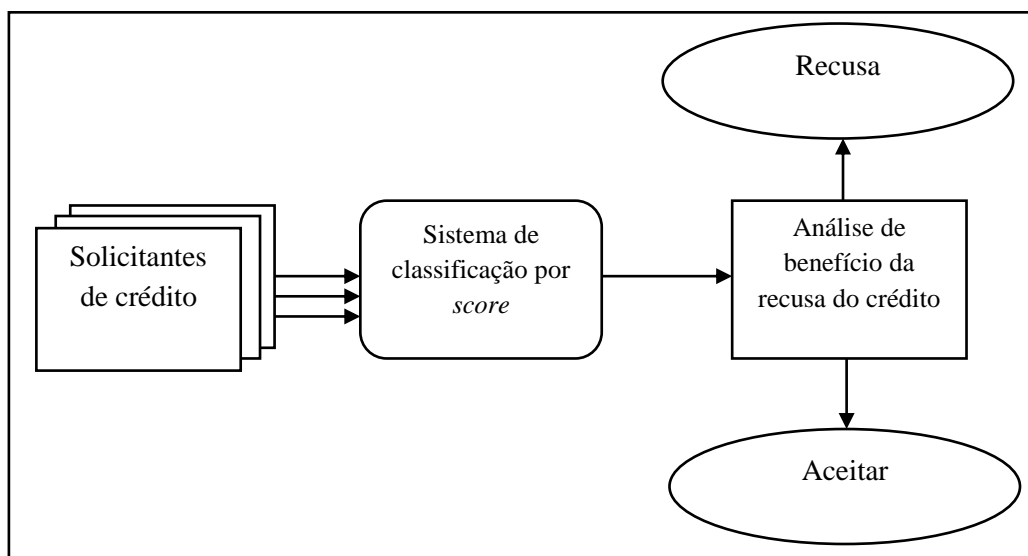 Recusa
Solicitantes
de crédito
Sistema de
classificação por
score
Análise de
benefício da
recusa do crédito
Aceitar